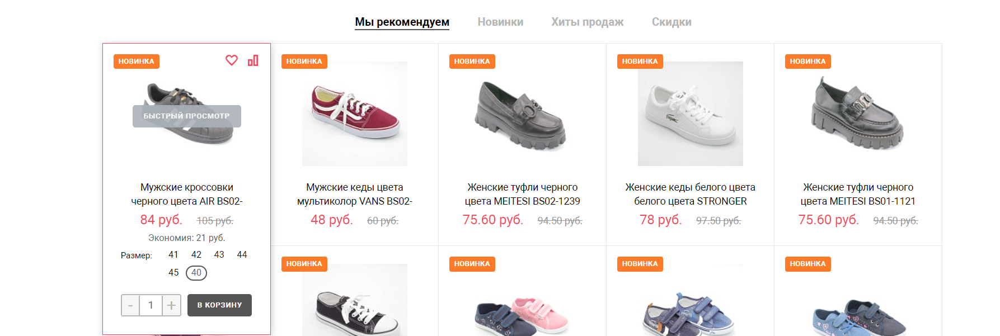 Мы рекомендуем
Новинки
Хиты продаж
Скидки
НОВИНКА
БЫСТРЫЙ ПРОСМОТР
Мужские кроссовки
черного цвета AIR BS02-
84 руб. 105 руб.
Экономия: 21 руб.
Размер: 41 42 43 44
45 40
- 1 + В КОРЗИНУ
НОВИНКА
Мужские кеды цвета
мультиколор VANS BS02-
48 руб. 60 руб.
НОВИНКА
Женские туфли черного
цвета MEITESI BS02-1239
75.60 руб. 94.50 руб.
НОВИНКА
Женские кеды белого цвета
белого цвета STRONGER
78 руб. 97.50 руб.
НОВИНКА
Женские туфли черного
цвета MEITESI BS01-1121
75.60 руб. 94.50 руб.
НОВИНКА
НОВИНКА
НОВИНКА
НОВИНКА